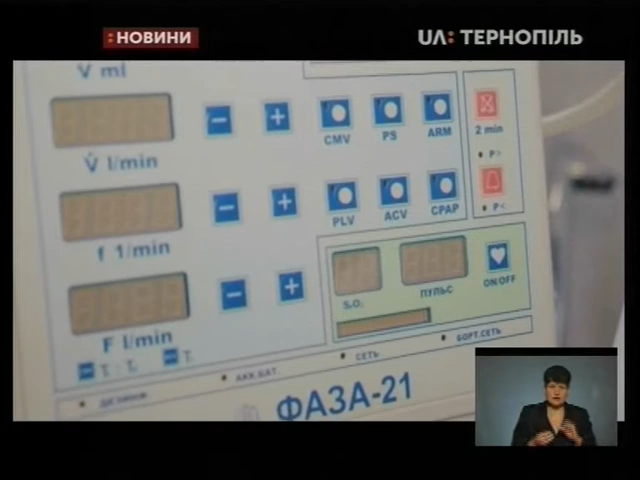 НОВИНИ
UA: ТЕРНОПІЛЬ
V ml
V̇ l/min
f 1/min
F l/min
CMV
PS
ARM
2 min
P>
PLV
ACV
CPAP
P<
SpO₂
ПУЛЬС
ON/OFF
АКК.БАТ.
СЕТЬ
БОРТ.СЕТЬ
ФАЗА-21